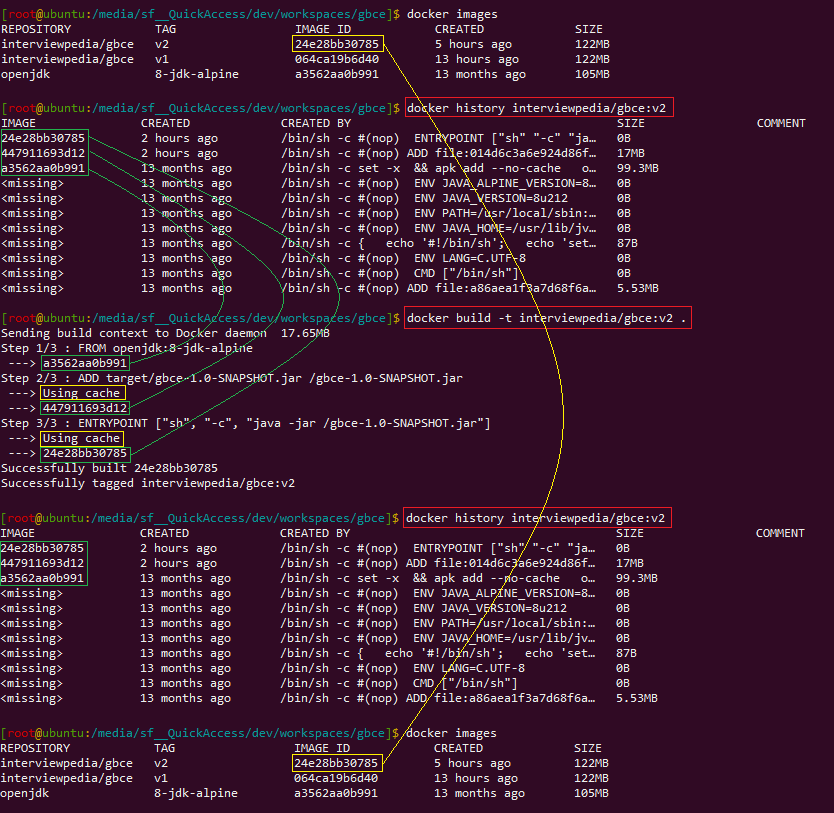 [root@ubuntu:/media/sf__QuickAccess/dev/workspaces/gbce]$ docker images
REPOSITORY TAG IMAGE ID CREATED SIZE
interviewpedia/gbce v2 24e28bb30785 5 hours ago 122MB
interviewpedia/gbce v1 064ca19b6d40 13 hours ago 122MB
openjdk 8-jdk-alpine a3562aa0b991 13 months ago 105MB
[root@ubuntu:/media/sf__QuickAccess/dev/workspaces/gbce]$ docker history interviewpedia/gbce:v2
IMAGE CREATED CREATED BY SIZE COMMENT
24e28bb30785 2 hours ago /bin/sh -c #(nop) ENTRYPOINT ["sh" "-c" "ja… 0B
447911693d12 2 hours ago /bin/sh -c #(nop) ADD file:014d6c3a6e924d86f… 17MB
a3562aa0b991 13 months ago /bin/sh -c set -x && apk add --no-cache o… 99.3MB
<missing> 13 months ago /bin/sh -c #(nop) ENV JAVA_ALPINE_VERSION=8… 0B
<missing> 13 months ago /bin/sh -c #(nop) ENV JAVA_VERSION=8u212 0B
<missing> 13 months ago /bin/sh -c #(nop) ENV PATH=/usr/local/sbin:… 0B
<missing> 13 months ago /bin/sh -c #(nop) ENV JAVA_HOME=/usr/lib/jv… 0B
<missing> 13 months ago /bin/sh -c { echo '#!/bin/sh'; echo 'set… 87B
<missing> 13 months ago /bin/sh -c #(nop) ENV LANG=C.UTF-8 0B
<missing> 13 months ago /bin/sh -c #(nop) CMD ["/bin/sh"] 0B
<missing> 13 months ago /bin/sh -c #(nop) ADD file:a86aea1f3a7d68f6a… 5.53MB
[root@ubuntu:/media/sf__QuickAccess/dev/workspaces/gbce]$ docker build -t interviewpedia/gbce:v2 .
Sending build context to Docker daemon 17.65MB
Step 1/3 : FROM openjdk:8-jdk-alpine
---> a3562aa0b991
Step 2/3 : ADD target/gbce-1.0-SNAPSHOT.jar /gbce-1.0-SNAPSHOT.jar
---> Using cache
---> 447911693d12
Step 3/3 : ENTRYPOINT ["sh", "-c", "java -jar /gbce-1.0-SNAPSHOT.jar"]
---> Using cache
---> 24e28bb30785
Successfully built 24e28bb30785
Successfully tagged interviewpedia/gbce:v2
[root@ubuntu:/media/sf__QuickAccess/dev/workspaces/gbce]$ docker history interviewpedia/gbce:v2
IMAGE CREATED CREATED BY SIZE COMMENT
24e28bb30785 2 hours ago /bin/sh -c #(nop) ENTRYPOINT ["sh" "-c" "ja… 0B
447911693d12 2 hours ago /bin/sh -c #(nop) ADD file:014d6c3a6e924d86f… 17MB
a3562aa0b991 13 months ago /bin/sh -c set -x && apk add --no-cache o… 99.3MB
<missing> 13 months ago /bin/sh -c #(nop) ENV JAVA_ALPINE_VERSION=8… 0B
<missing> 13 months ago /bin/sh -c #(nop) ENV JAVA_VERSION=8u212 0B
<missing> 13 months ago /bin/sh -c #(nop) ENV PATH=/usr/local/sbin:… 0B
<missing> 13 months ago /bin/sh -c #(nop) ENV JAVA_HOME=/usr/lib/jv… 0B
<missing> 13 months ago /bin/sh -c { echo '#!/bin/sh'; echo 'set… 87B
<missing> 13 months ago /bin/sh -c #(nop) ENV LANG=C.UTF-8 0B
<missing> 13 months ago /bin/sh -c #(nop) CMD ["/bin/sh"] 0B
<missing> 13 months ago /bin/sh -c #(nop) ADD file:a86aea1f3a7d68f6a… 5.53MB
[root@ubuntu:/media/sf__QuickAccess/dev/workspaces/gbce]$ docker images
REPOSITORY TAG IMAGE ID CREATED SIZE
interviewpedia/gbce v2 24e28bb30785 5 hours ago 122MB
interviewpedia/gbce v1 064ca19b6d40 13 hours ago 122MB
openjdk 8-jdk-alpine a3562aa0b991 13 months ago 105MB